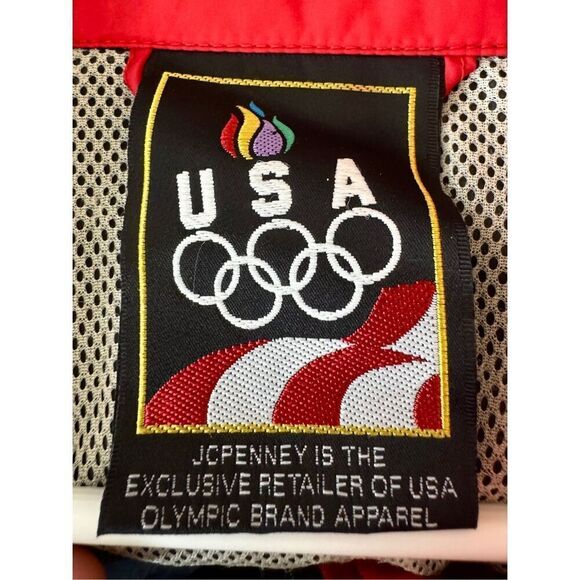 USA
JCPENNEY IS THE
EXCLUSIVE RETAILER OF USA
OLYMPIC BRAND APPAREL